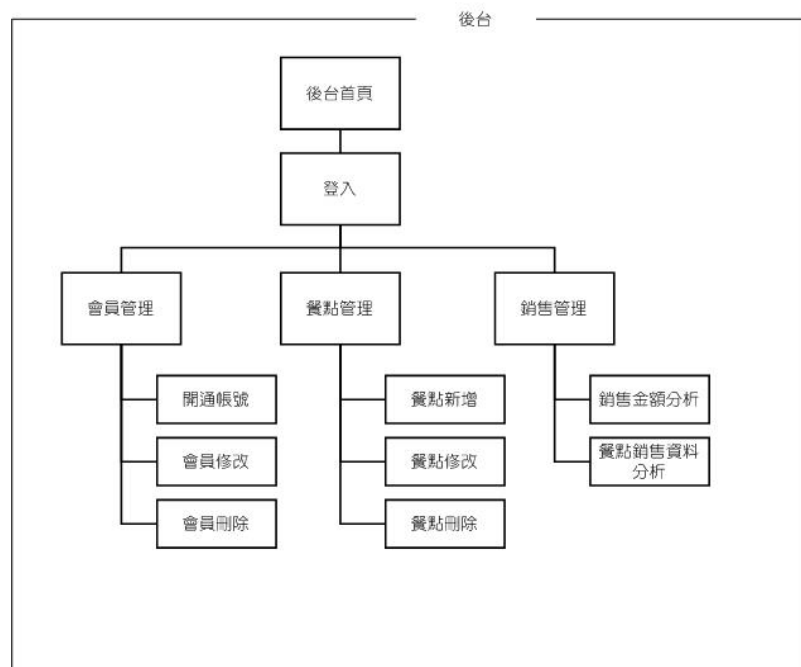 後台
後台首頁
登入
會員管理
餐點管理
銷售管理
開通帳號
餐點新增
銷售金額分析
會員修改
餐點修改
餐點銷售資料
分析
會員刪除
餐點刪除